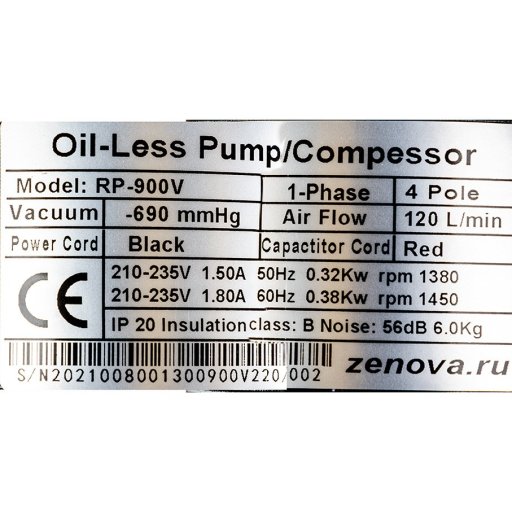 Oil-Less Pump/Compessor
Model: RP-900V 1-Phase 4 Pole
Vacuum -690 mmHg Air Flow 120 L/min
Power Cord Black Capactitor Cord Red
CE 210-235V 1.50A 50Hz 0.32Kw rpm 1380
210-235V 1.80A 60Hz 0.38Kw rpm 1450
IP 20 Insulation class: B Noise: 56dB 6.0Kg
S/N2021008001300900V220/002 zenova.ru